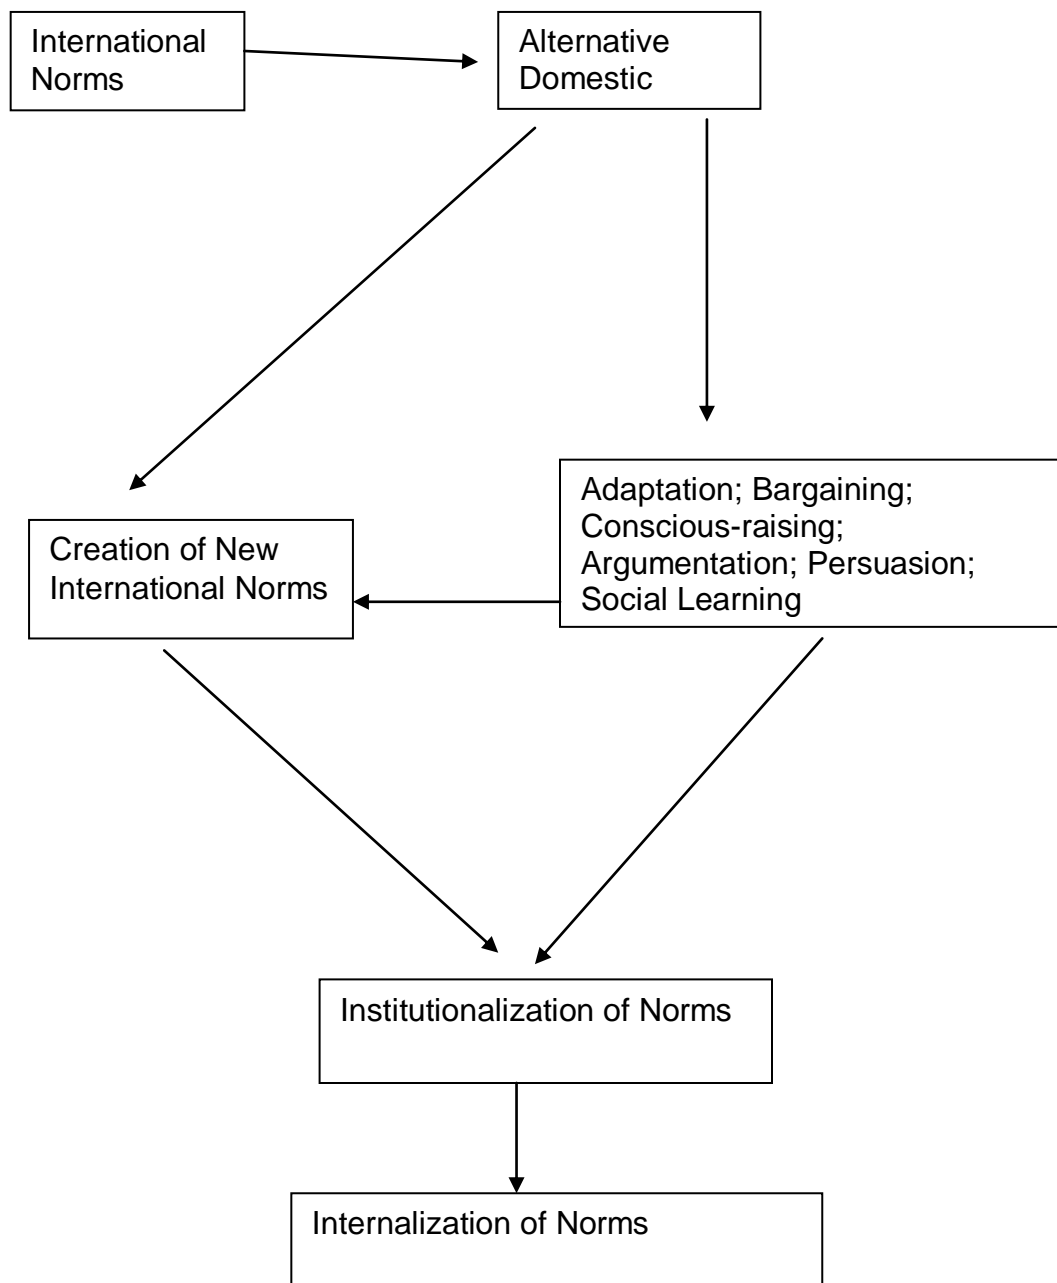 International
Norms
Alternative
Domestic
Adaptation; Bargaining;
Conscious-raising;
Argumentation; Persuasion;
Social Learning
Creation of New
International Norms
Institutionalization of Norms
Internalization of Norms